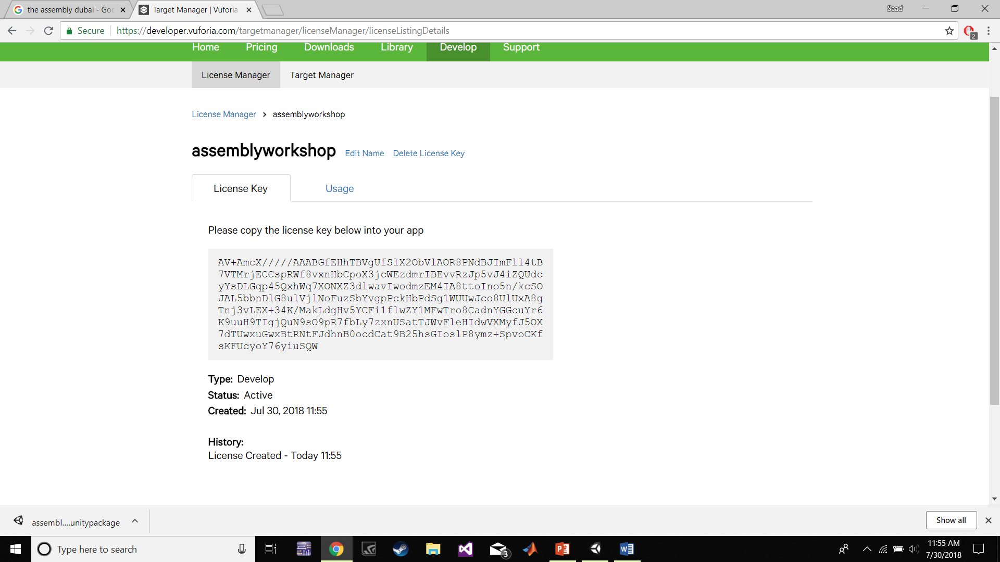 the assembly dubai - Goo
Target Manager | Vuforia
Saad
Secure
https://developer.vuforia.com/targetmanager/licenseManager/licenseListingDetails
2
Home Pricing Downloads Library Develop Support
License Manager Target Manager
License Manager > assemblyworkshop
assemblyworkshop Edit Name Delete License Key
License Key Usage
Please copy the license key below into your app
AV+AmcX/////AAABGfEHhTBVgUfSlX2ObVlAOR8PNdBJImFll4tB
7VTMrjECCspRWf8vxnHbCpoX3jcWEzdmrIBEvvRzJp5vJ4iZQUdc
yYsDLGqp45QxhWq7XONXZ3dlwavIwodmzEM4IA8ttoIno5n/kcSO
JAL5bbnDlG8ulVjlNoFuzSbYvgpPckHbPdSg1WUUwJco8UlUxA8g
Tnj3vLEX+34K/MakLdgHv5YCFi1flwZY1MFwTro8CadnYGGcuYr6
K9uuH9TIgjQuN9sO9pR7fbLy7zxnUSatTJWvFleHIdwVXMyfJ5OX
7dTUwxuGwxBtRNtFJdhnB0ocdCat9B25hsGIoslP8ymz+SpvoCKf
sKFUcyoY76yiuSQW
Type: Develop
Status: Active
Created: Jul 30, 2018 11:55
History:
License Created - Today 11:55
assembl....unitypackage
Show all
Type here to search
3
11:55 AM
7/30/2018